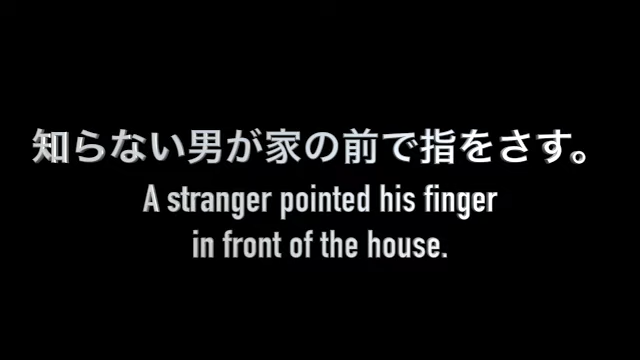 知らない男が家の前で指をさす。
A stranger pointed his finger
in front of the house.